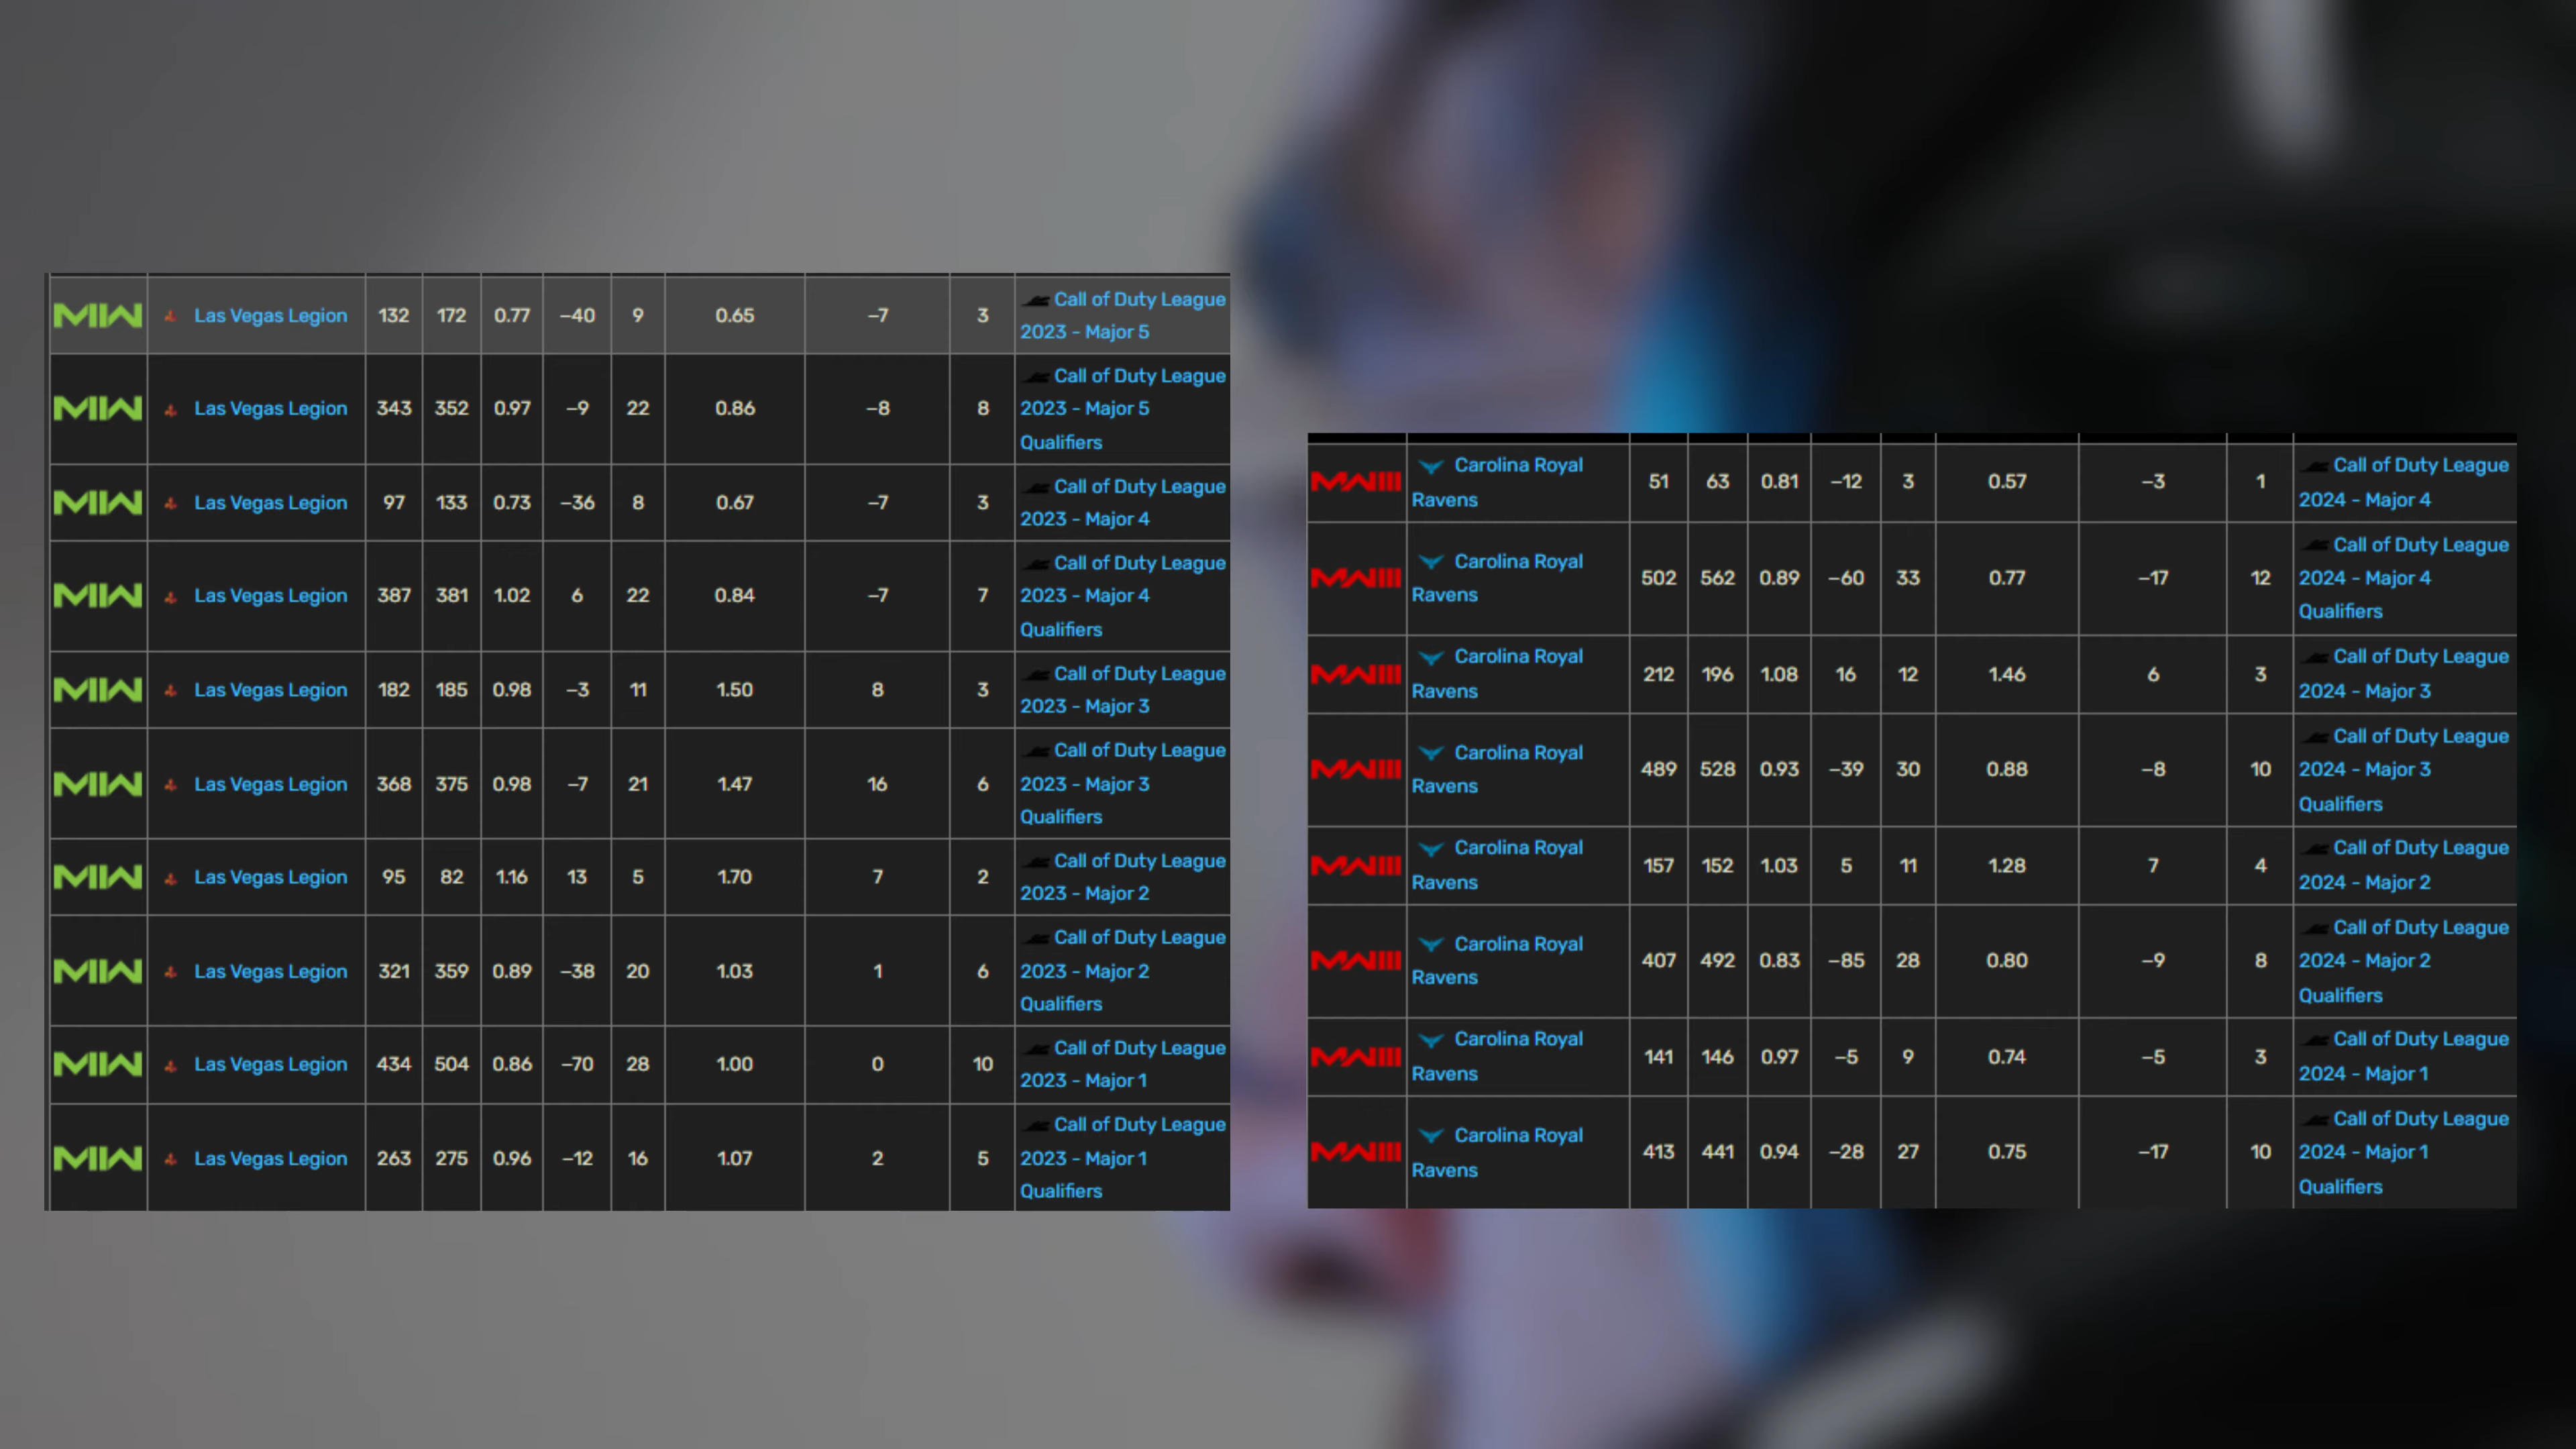 MW Las Vegas Legion 132 172 0.77 −40 9 0.65 −7 3 Call of Duty League
2023 - Major 5
MW Las Vegas Legion 343 352 0.97 −9 22 0.86 −8 8 Call of Duty League
2023 - Major 5
Qualifiers
MW Las Vegas Legion 97 133 0.73 −36 8 0.67 −7 3 Call of Duty League
2023 - Major 4
MW Las Vegas Legion 387 381 1.02 6 22 0.84 −7 7 Call of Duty League
2023 - Major 4
Qualifiers
MW Las Vegas Legion 182 185 0.98 −3 11 1.50 8 3 Call of Duty League
2023 - Major 3
MW Las Vegas Legion 368 375 0.98 −7 21 1.47 16 6 Call of Duty League
2023 - Major 3
Qualifiers
MW Las Vegas Legion 95 82 1.16 13 5 1.70 7 2 Call of Duty League
2023 - Major 2
MW Las Vegas Legion 321 359 0.89 −38 20 1.03 1 6 Call of Duty League
2023 - Major 2
Qualifiers
MW Las Vegas Legion 434 504 0.86 −70 28 1.00 0 10 Call of Duty League
2023 - Major 1
MW Las Vegas Legion 263 275 0.96 −12 16 1.07 2 5 Call of Duty League
2023 - Major 1
Qualifiers
MWIII Carolina Royal
Ravens 51 63 0.81 −12 3 0.57 −3 1 Call of Duty League
2024 - Major 4
MWIII Carolina Royal
Ravens 502 562 0.89 −60 33 0.77 −17 12 Call of Duty League
2024 - Major 4
Qualifiers
MWIII Carolina Royal
Ravens 212 196 1.08 16 12 1.46 6 3 Call of Duty League
2024 - Major 3
MWIII Carolina Royal
Ravens 489 528 0.93 −39 30 0.88 −8 10 Call of Duty League
2024 - Major 3
Qualifiers
MWIII Carolina Royal
Ravens 157 152 1.03 5 11 1.28 7 4 Call of Duty League
2024 - Major 2
MWIII Carolina Royal
Ravens 407 492 0.83 −85 28 0.80 −9 8 Call of Duty League
2024 - Major 2
Qualifiers
MWIII Carolina Royal
Ravens 141 146 0.97 −5 9 0.74 −5 3 Call of Duty League
2024 - Major 1
MWIII Carolina Royal
Ravens 413 441 0.94 −28 27 0.75 −17 10 Call of Duty League
2024 - Major 1
Qualifiers